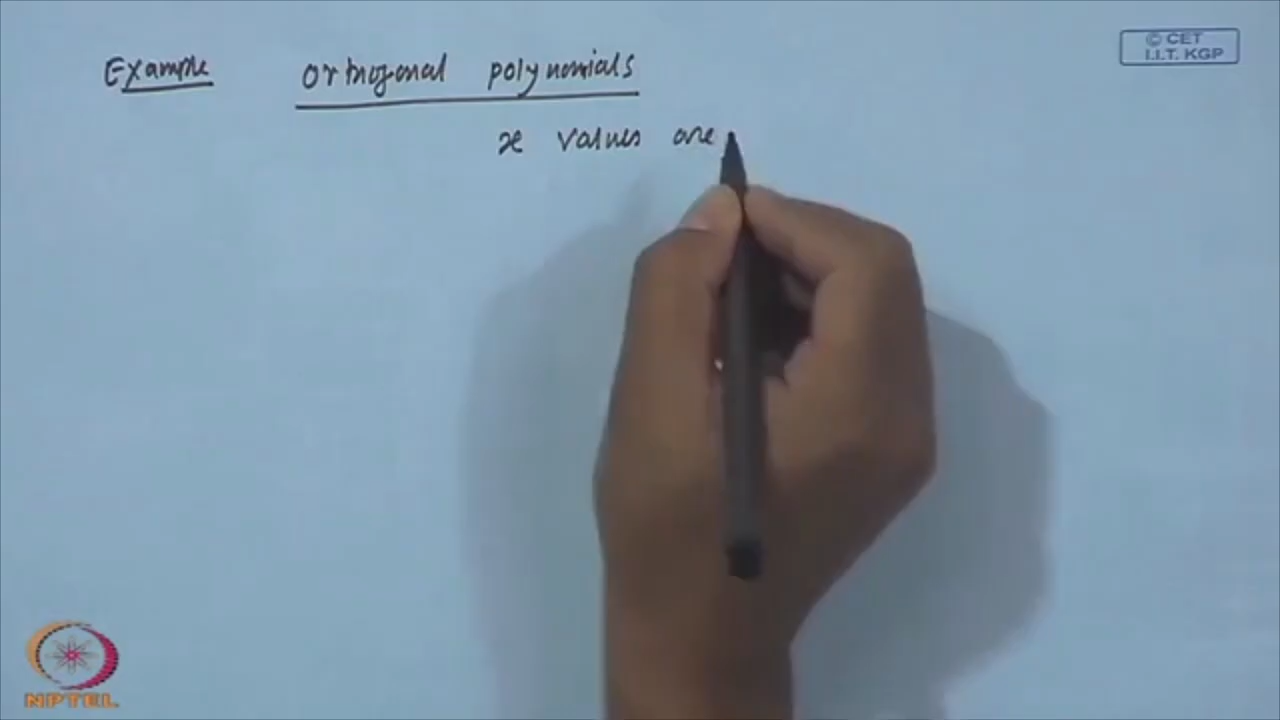 Example Orthogonal polynomials
x values are
© CET
I.I.T. KGP
NPTEL